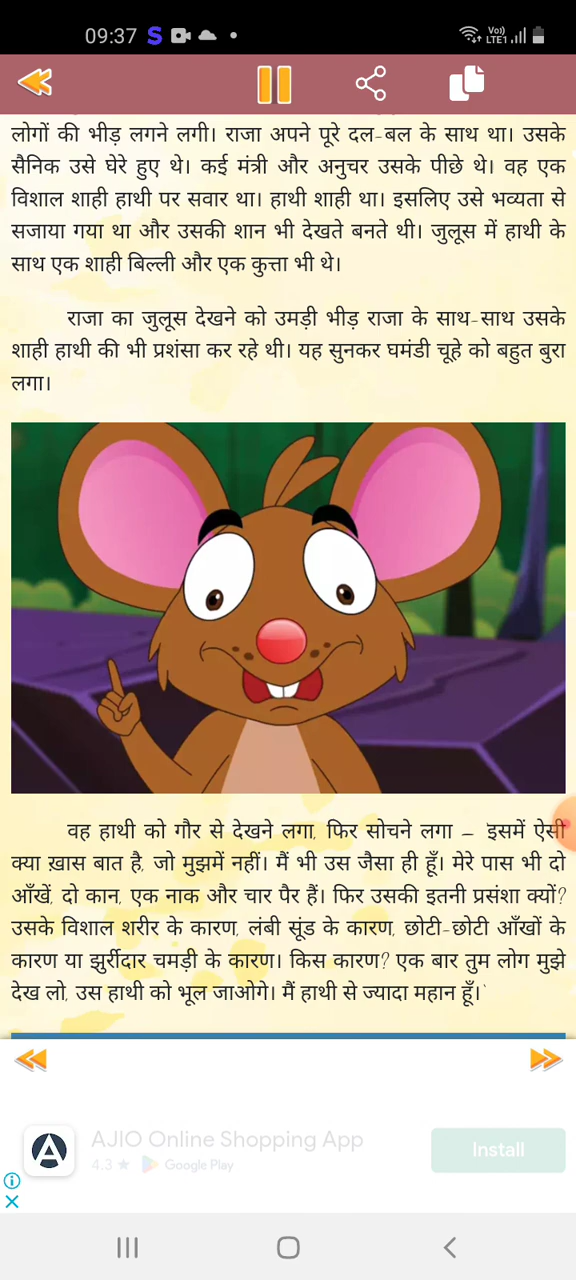 09:37
Vo)) LTE1
लोगों की भीड़ लगने लगी। राजा अपने पूरे दल-बल के साथ था। उसके
सैनिक उसे घेरे हुए थे। कई मंत्री और अनुचर उसके पीछे थे। वह एक
विशाल शाही हाथी पर सवार था। हाथी शाही था। इसलिए उसे भव्यता से
सजाया गया था और उसकी शान भी देखते बनते थी। जुलूस में हाथी के
साथ एक शाही बिल्ली और एक कुत्ता भी थे।
राजा का जुलूस देखने को उमड़ी भीड़ राजा के साथ-साथ उसके
शाही हाथी की भी प्रशंसा कर रहे थी। यह सुनकर घमंडी चूहे को बहुत बुरा
लगा।
वह हाथी को गौर से देखने लगा, फिर सोचने लगा – इसमें ऐसी
क्या ख़ास बात है, जो मुझमें नहीं। मैं भी उस जैसा ही हूँ। मेरे पास भी दो
आँखें, दो कान, एक नाक और चार पैर हैं। फिर उसकी इतनी प्रसंशा क्यों?
उसके विशाल शरीर के कारण, लंबी सूंड के कारण, छोटी-छोटी आँखों के
कारण या झुर्रीदार चमड़ी के कारण। किस कारण? एक बार तुम लोग मुझे
देख लो, उस हाथी को भूल जाओगे। मैं हाथी से ज्यादा महान हूँ।`
AJIO Online Shopping App
4.3 ★ Google Play
Install